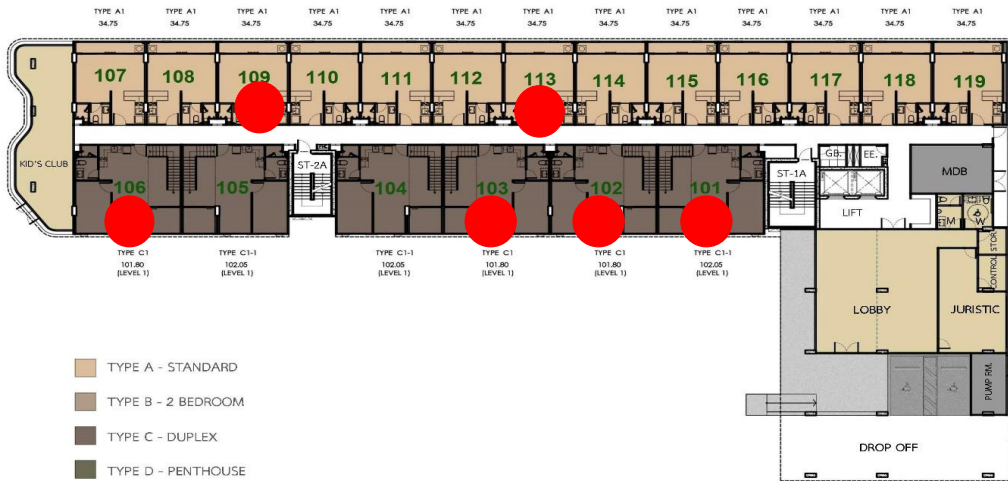 TYPE A1 TYPE A1 TYPE A1 TYPE A1 TYPE A1 TYPE A1 TYPE A1 TYPE A1 TYPE A1 TYPE A1 TYPE A1 TYPE A1 TYPE A1
34.75 34.75 34.75 34.75 34.75 34.75 34.75 34.75 34.75 34.75 34.75 34.75 34.75
107 108 109 110 111 112 113 114 115 116 117 118 119
KID'S CLUB
106 105 ST-2A 104 103 102 101 ST-1A GB. EE. MDB
LIFT M W
CONTROL STOR
TYPE C1 TYPE C1-1 TYPE C1-1 TYPE C1 TYPE C1 TYPE C1-1
101.80 102.05 102.05 101.80 101.80 102.05
(LEVEL 1) (LEVEL 1) (LEVEL 1) (LEVEL 1) (LEVEL 1) (LEVEL 1)
LOBBY JURISTIC
TYPE A - STANDARD
TYPE B - 2 BEDROOM
TYPE C - DUPLEX
TYPE D - PENTHOUSE
PUMP RM.
DROP OFF